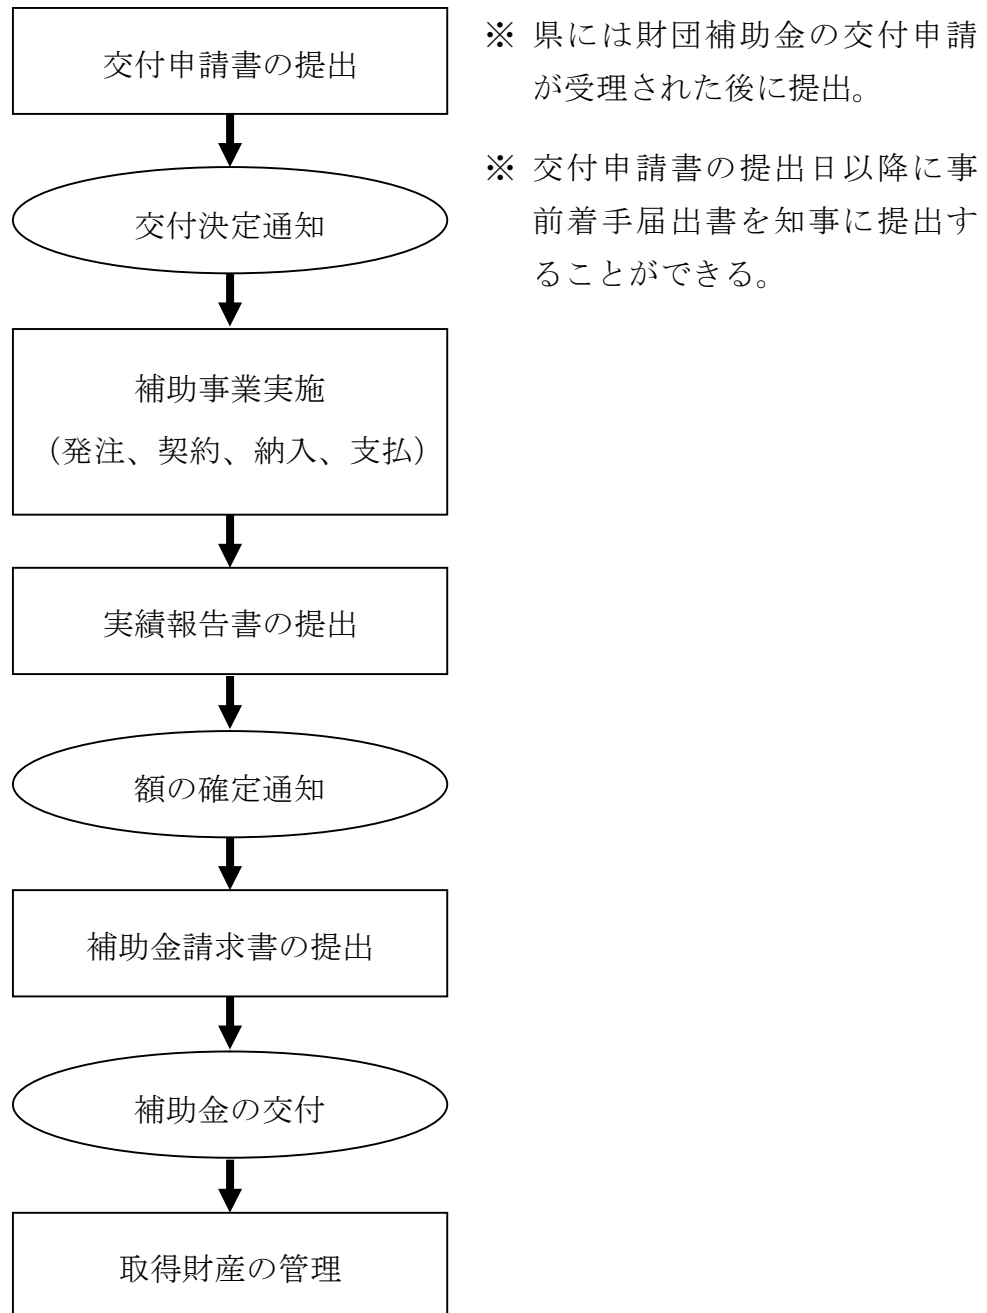 交付申請書の提出
※ 県には財団補助金の交付申請
が受理された後に提出。
※ 交付申請書の提出日以降に事
前着手届出書を知事に提出す
ることができる。
交付決定通知
補助事業実施
（発注、契約、納入、支払）
実績報告書の提出
額の確定通知
補助金請求書の提出
補助金の交付
取得財産の管理